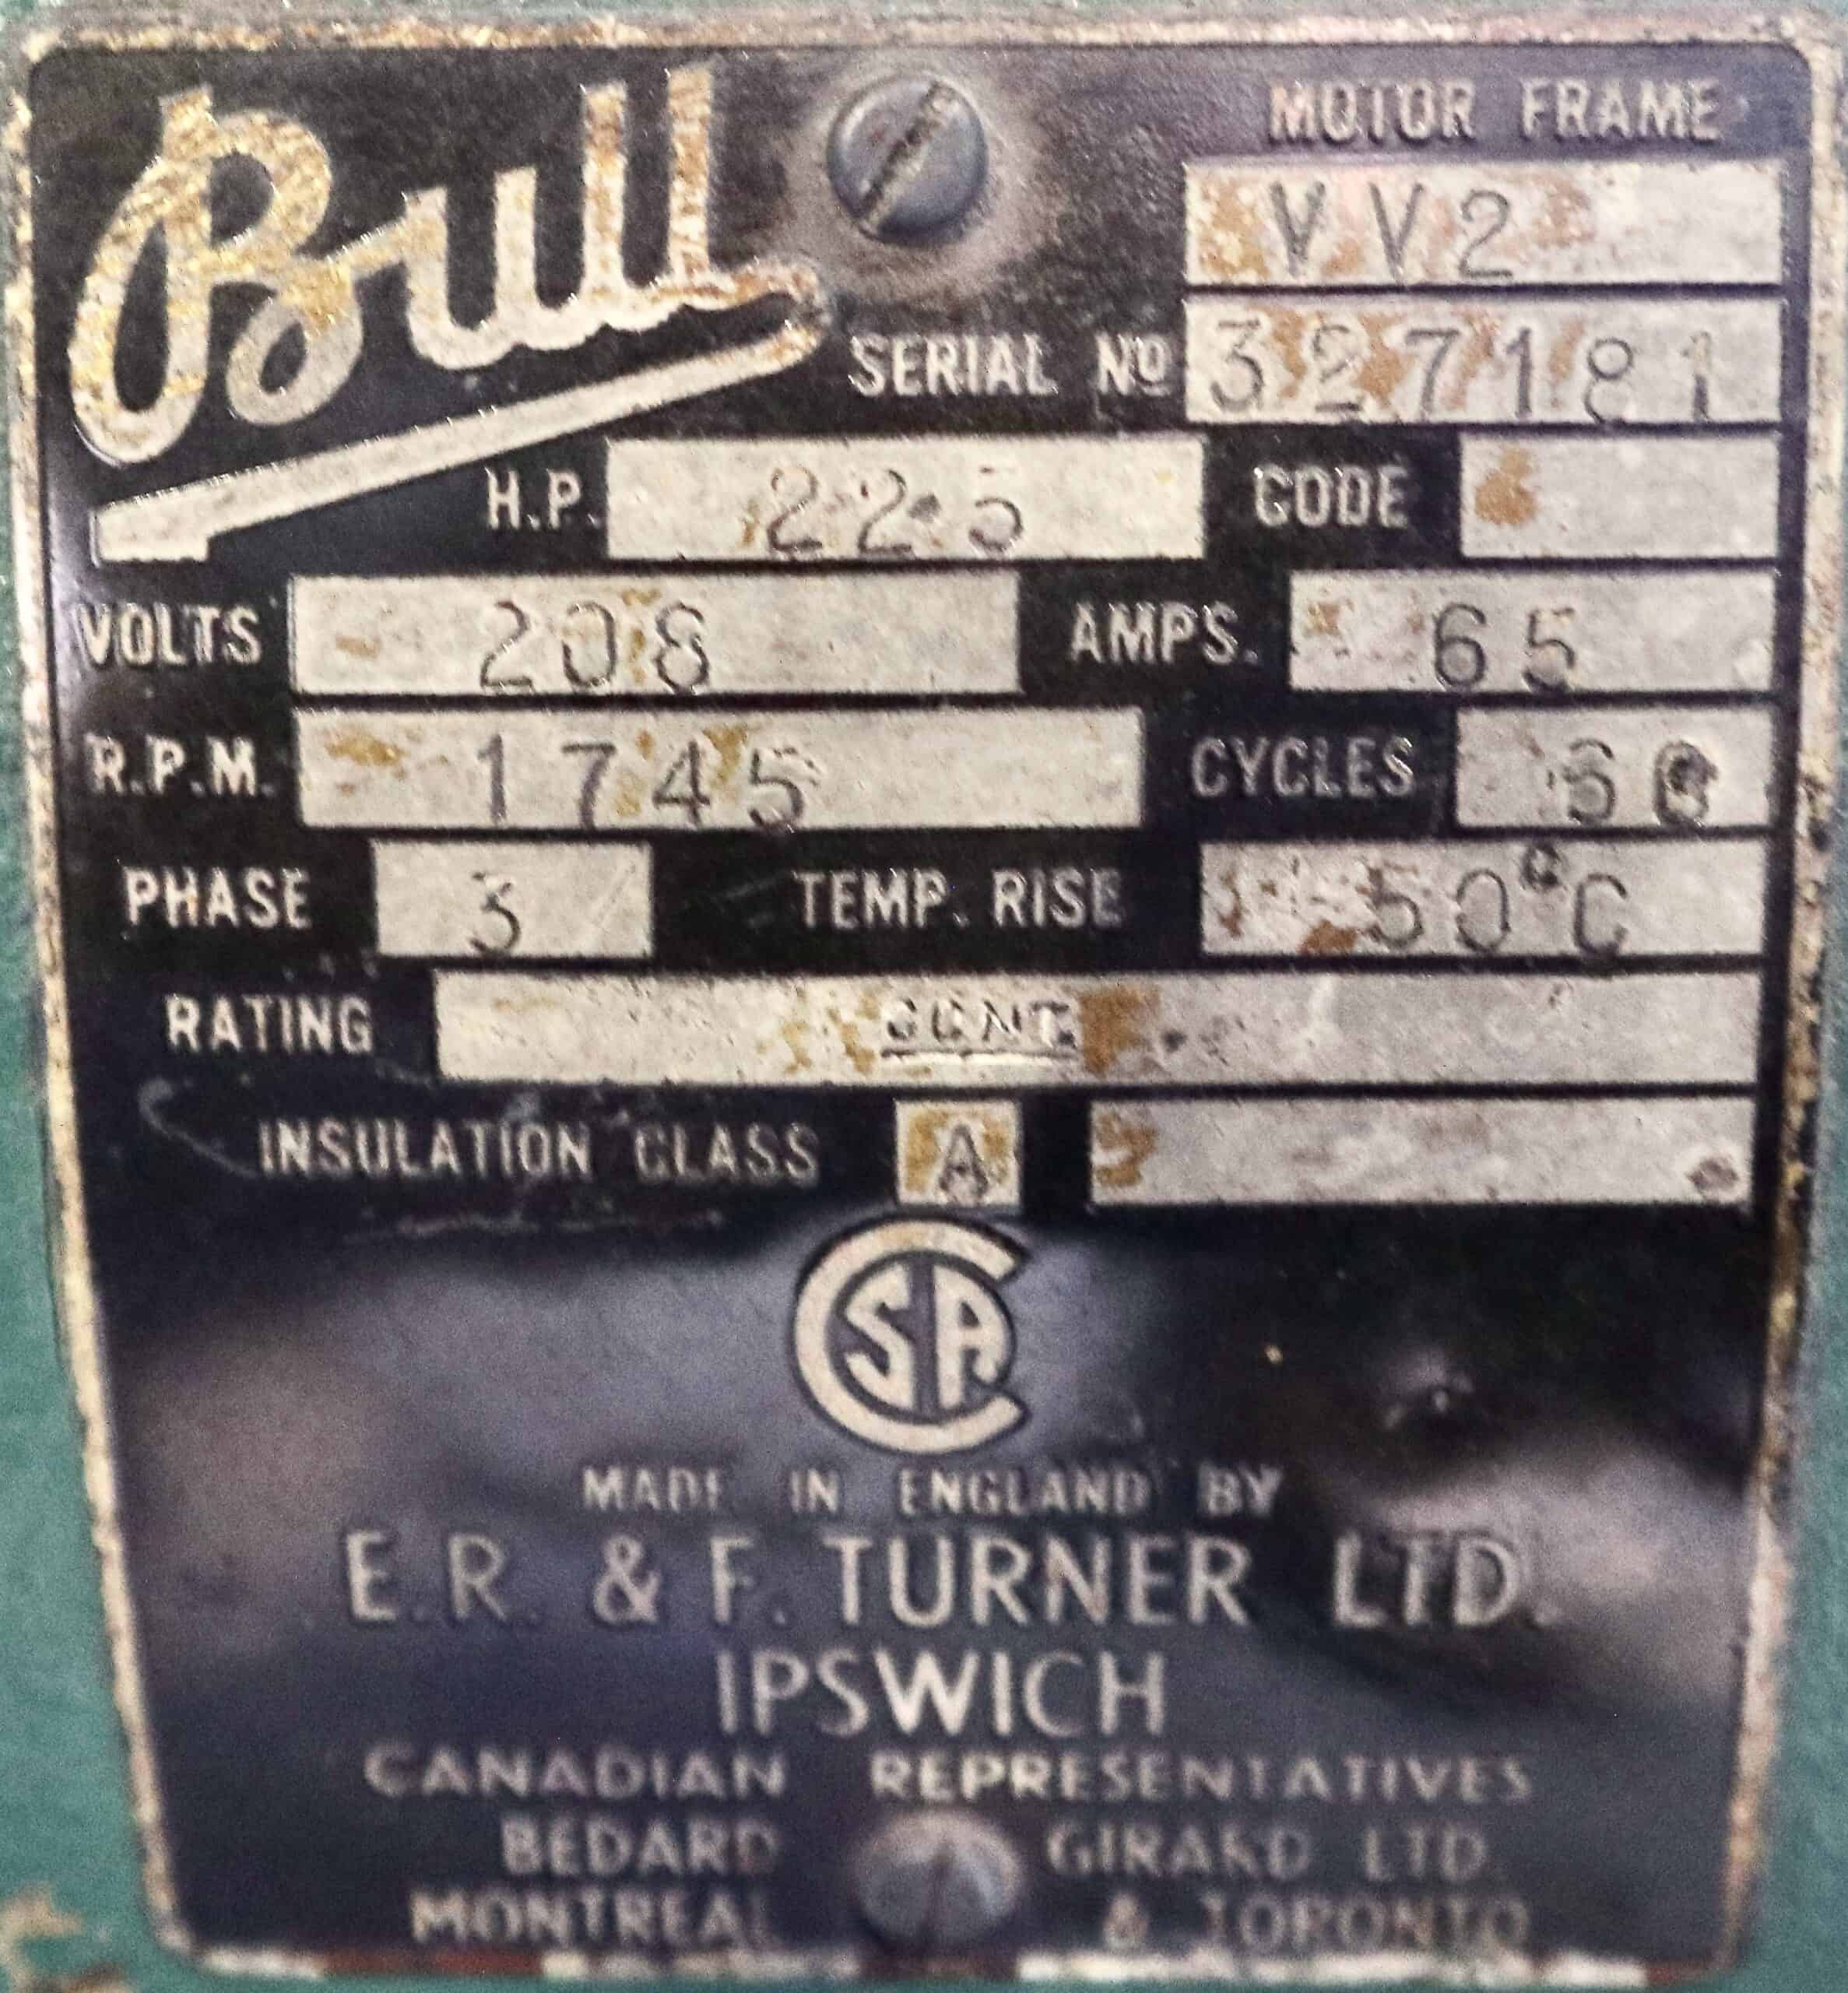 Bull
MOTOR FRAME
VV2
SERIAL Nº 327181
H.P. 22·5 CODE
VOLTS 208 AMPS. 65
R.P.M. 1745 CYCLES 60
PHASE 3 TEMP. RISE 50°C
RATING CONT.
INSULATION CLASS A
CSA
MADE IN ENGLAND BY
E.R. & F. TURNER LTD.
IPSWICH
CANADIAN REPRESENTATIVES
BEDARD GIRARD LTD.
MONTREAL & TORONTO